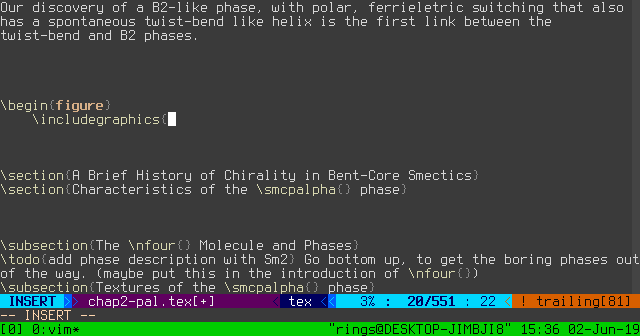 Our discovery of a B2-like phase, with polar, ferrieletric switching that also
has a spontaneous twist-bend like helix is the first link between the
twist-bend and B2 phases.
\begin{figure}
\includegraphics{
\section{A Brief History of Chirality in Bent-Core Smectics}
\section{Characteristics of the \smcpalpha{} phase}
\subsection{The \nfour{} Molecule and Phases}
\todo{add phase description with Sm2} Go bottom up, to get the boring phases out
of the way. (maybe put this in the introduction of \nfour{})
\subsection{Textures of the \smcpalpha{} phase}
INSERT > chap2-pal.tex[+] tex < 3% : 20/551 : 22 < ! trailing[81]
-- INSERT --
[0] 0:vim* "rings@DESKTOP-JIMBJI8" 15:36 02-Jun-19